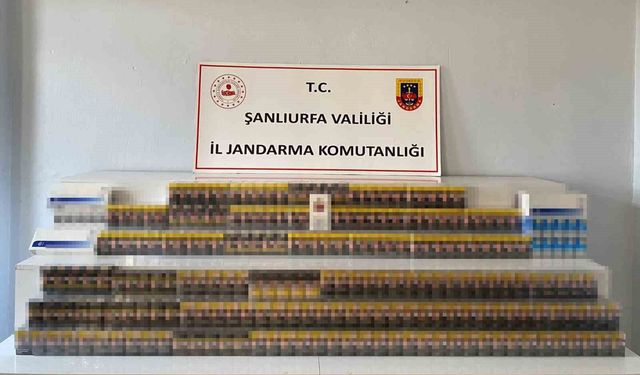 T.C.
ŞANLIURFA VALİLİĞİ
İL JANDARMA KOMUTANLIĞI